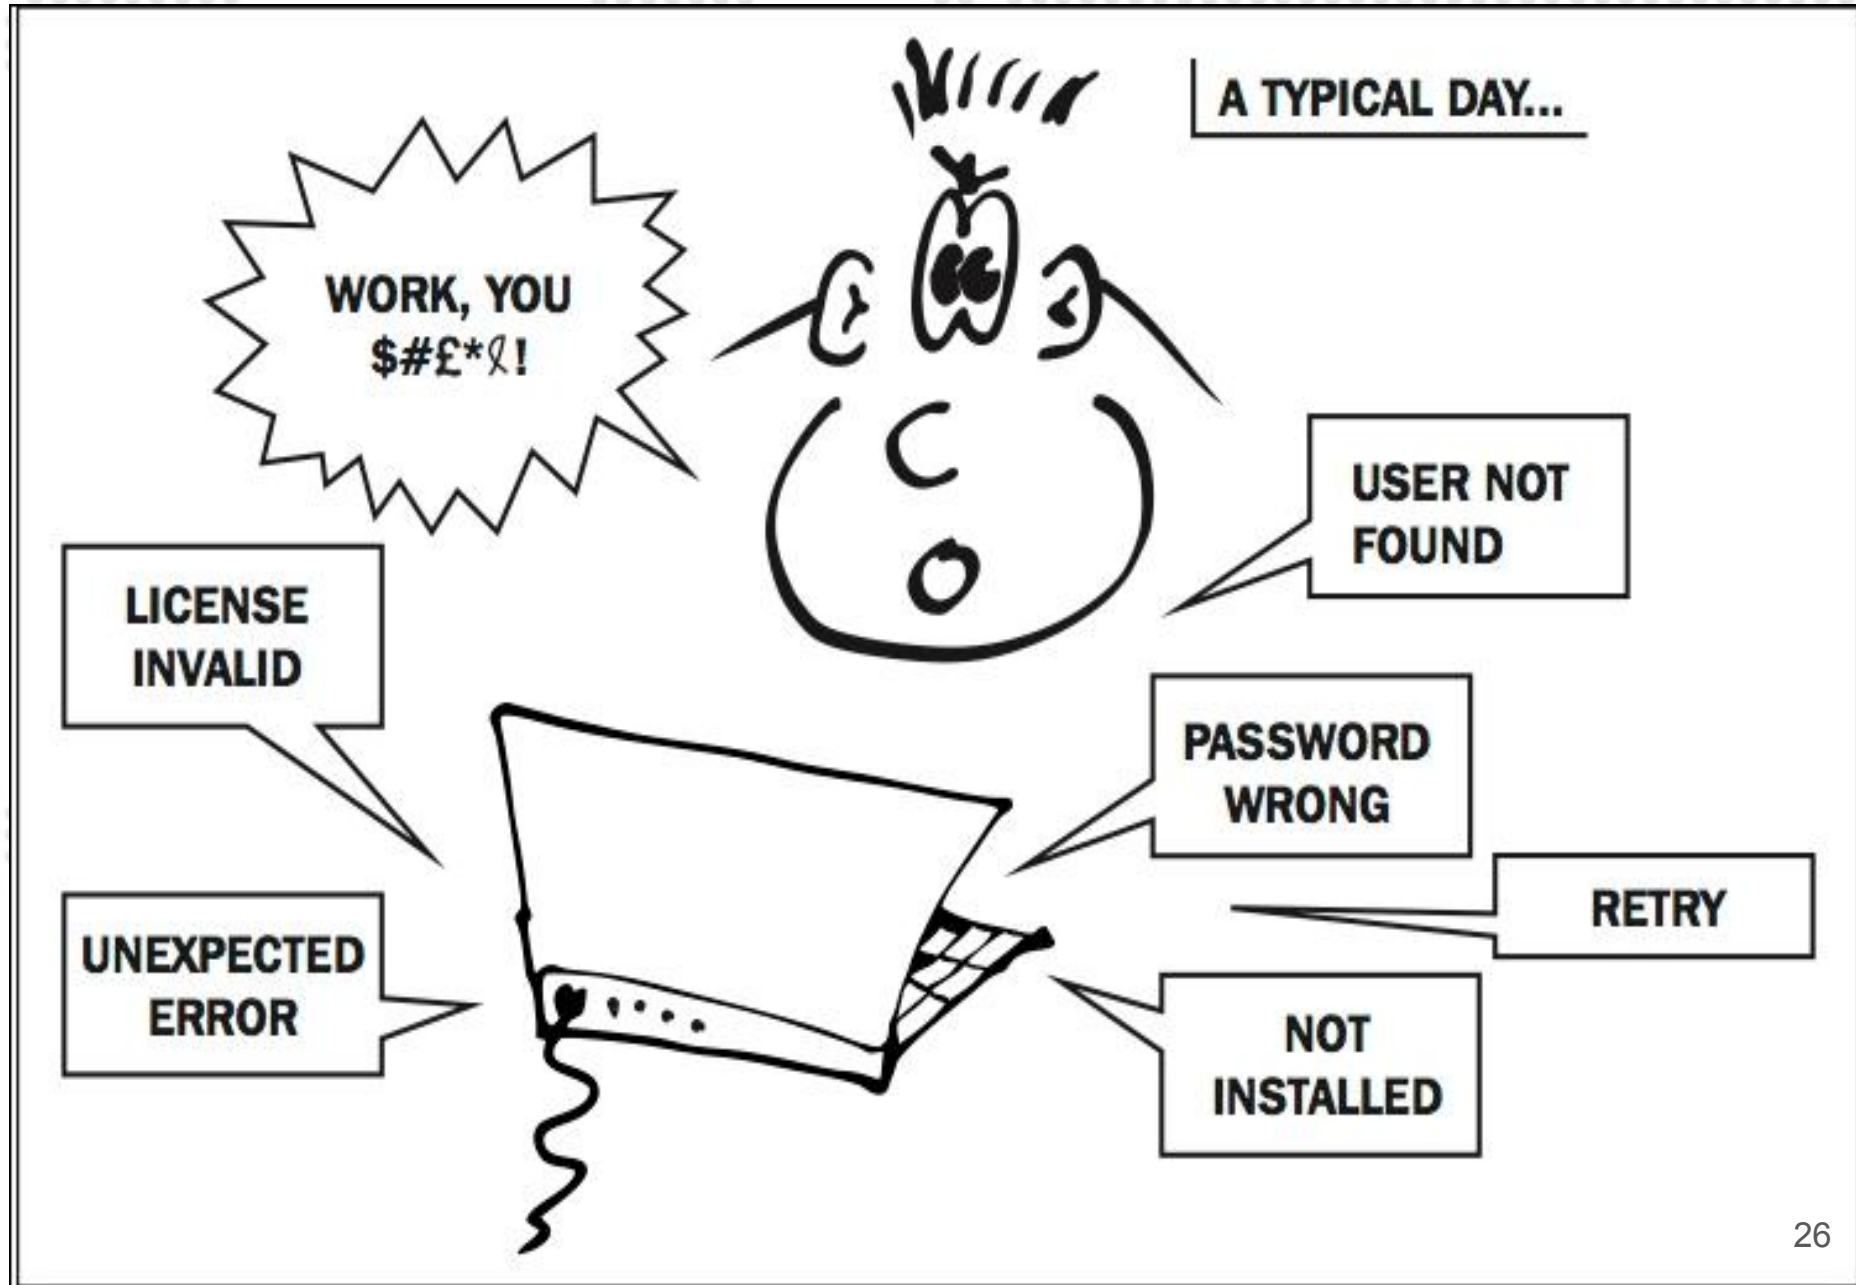 A TYPICAL DAY...
WORK, YOU
$#£*!
USER NOT
FOUND
LICENSE
INVALID
PASSWORD
WRONG
RETRY
UNEXPECTED
ERROR
NOT
INSTALLED
26